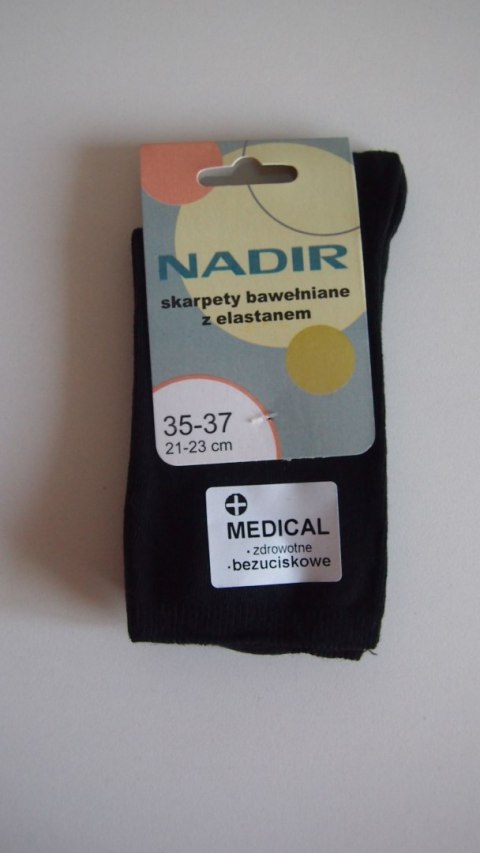 NADIR
skarpety bawełniane
z elastanem
35-37
21-23 cm
MEDICAL
· zdrowotne
· bezuciskowe